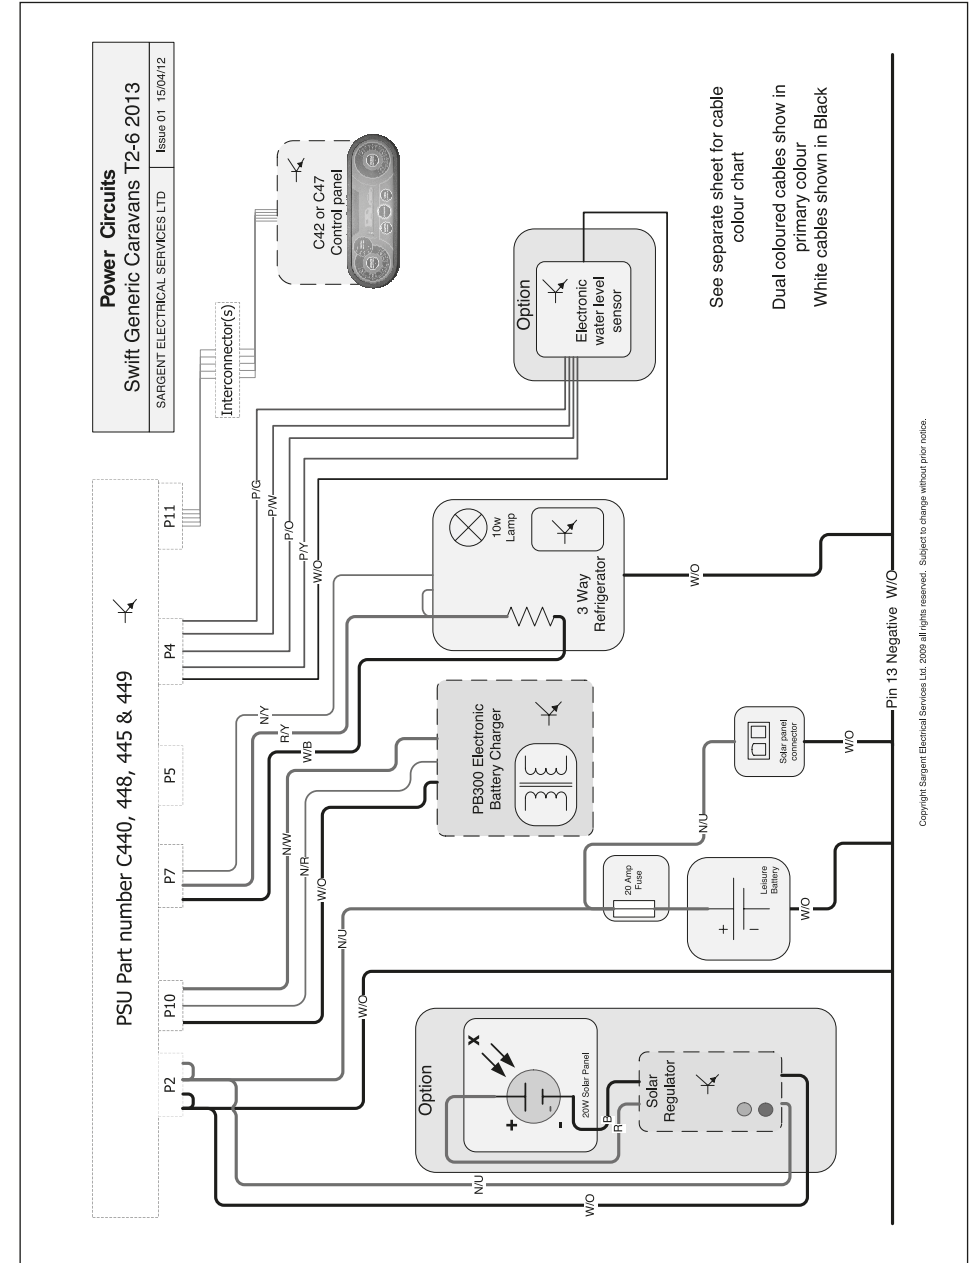 Power Circuits
Swift Generic Caravans T2-6 2013
SARGENT ELECTRICAL SERVICES LTD
Issue 01 15/04/12
PSU Part number C440, 448, 445 & 449
P2
P10
P7
P5
P4
P11
Interconnector(s)
C42 or C47
Control panel
P/G
P/W
P/O
P/Y
W/O
N/Y
R/Y
W/B
N/W
N/R
W/O
N/U
W/O
Option
Electronic
water level
sensor
10w
Lamp
3 Way
Refrigerator
W/O
PB300 Electronic
Battery Charger
Solar panel
connector
W/O
N/U
20 Amp
Fuse
+
-
Leisure
Battery
W/O
Option
X
+
-
-
20W Solar Panel
B
R
Solar
Regulator
N/U
W/O
See separate sheet for cable
colour chart
Dual coloured cables show in
primary colour
White cables shown in Black
Pin 13 Negative W/O
Copyright Sargent Electrical Services Ltd. 2009 all rights reserved. Subject to change without prior notice.